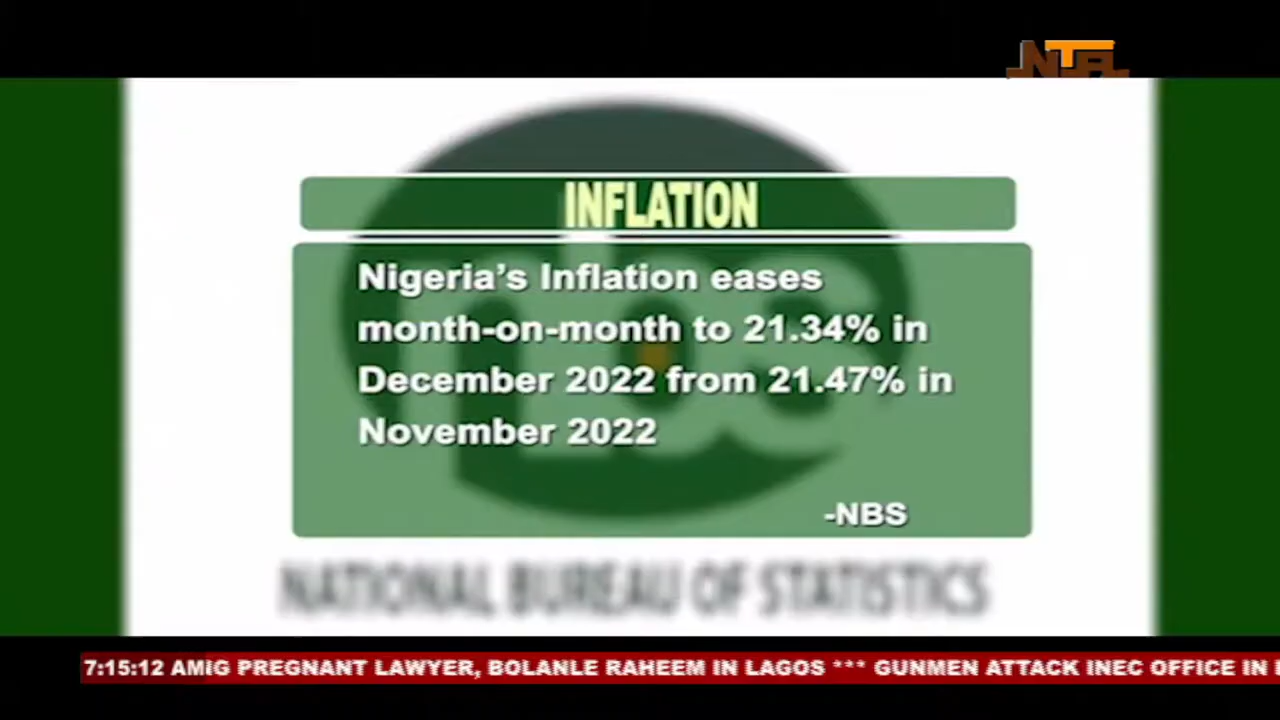 NTA
INFLATION
Nigeria's Inflation eases
month-on-month to 21.34% in
December 2022 from 21.47% in
November 2022
-NBS
nbs
NATIONAL BUREAU OF STATISTICS
7:15:12 AM PREGNANT LAWYER, BOLANLE RAHEEM IN LAGOS *** GUNMEN ATTACK INEC OFFICE IN